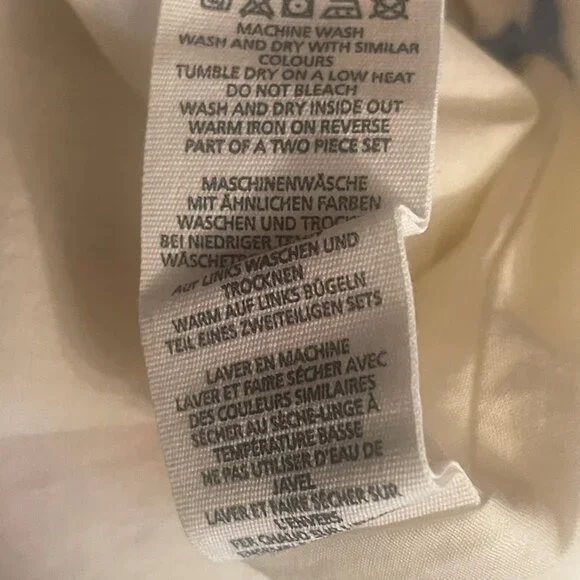 MACHINE WASH
WASH AND DRY WITH SIMILAR
COLOURS
TUMBLE DRY ON A LOW HEAT
DO NOT BLEACH
WASH AND DRY INSIDE OUT
WARM IRON ON REVERSE
PART OF A TWO PIECE SET
MASCHINENWÄSCHE
MIT ÄHNLICHEN FARBEN
WASCHEN UND
BEI NIEDRIGER
AUF LINKS WASCHEN UND
TROCKNEN
WARM AUF LINKS BÜGELN
TEIL EINES ZWEITEILIGEN SETS
LAVER EN MACHINE
LAVER ET FAIRE SÉCHER AVEC
DES COULEURS SIMILAIRES
SÉCHER AU SÈCHE-LINGE À
TEMPÉRATURE BASSE
NE PAS UTILISER D'EAU DE
JAVEL
LAVER ET FAIRE SÉCHER SUR
L'ENVERS
FER CHAUD